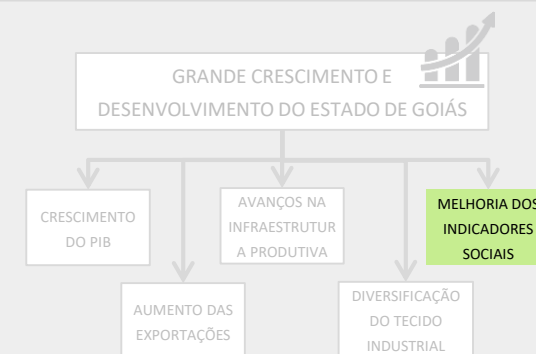 GRANDE CRESCIMENTO E
DESENVOLVIMENTO DO ESTADO DE GOIÁS
CRESCIMENTO
DO PIB
AVANÇOS NA
INFRAESTRUTUR
A PRODUTIVA
MELHORIA DOS
INDICADORES
SOCIAIS
AUMENTO DAS
EXPORTAÇÕES
DIVERSIFICAÇÃO
DO TECIDO
INDUSTRIAL